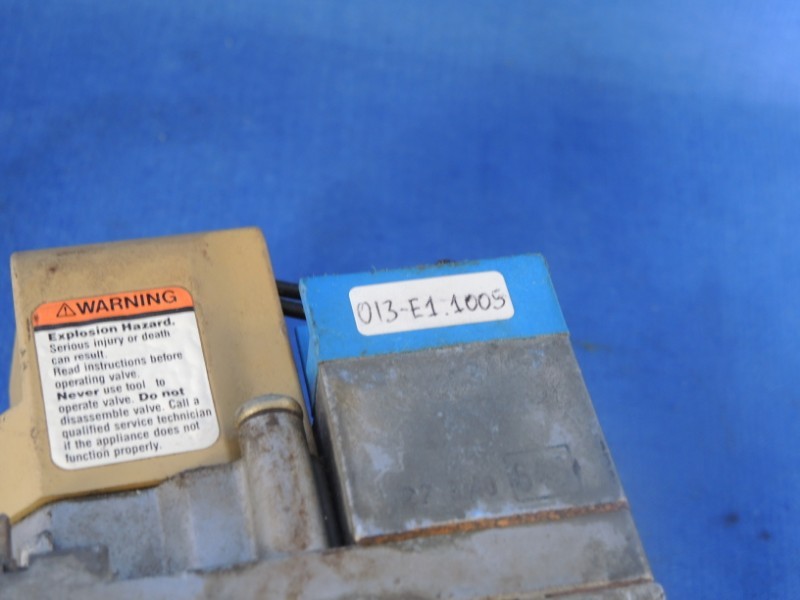 WARNING
Explosion Hazard.
Serious injury or death
can result.
Read instructions before
operating valve.
Never use tool to
operate valve. Do not
disassemble valve. Call a
qualified service technician
if the appliance does not
function properly.
013-E1.1005